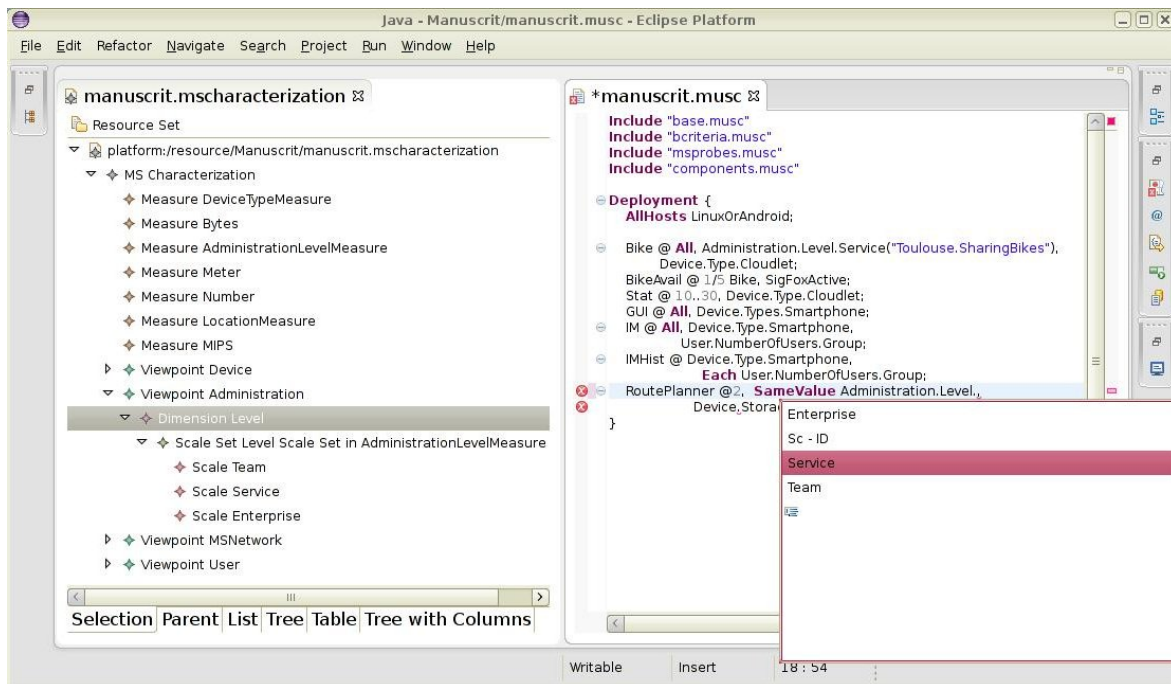 Java - Manuscrit/manuscrit.musc - Eclipse Platform
File Edit Refactor Navigate Search Project Run Window Help
manuscrit.mscharacterization
Resource Set
platform:/resource/Manuscrit/manuscrit.mscharacterization
MS Characterization
Measure DeviceTypeMeasure
Measure Bytes
Measure AdministrationLevelMeasure
Measure Meter
Measure Number
Measure LocationMeasure
Measure MIPS
Viewpoint Device
Viewpoint Administration
Dimension Level
Scale Set Level Scale Set in AdministrationLevelMeasure
Scale Team
Scale Service
Scale Enterprise
Viewpoint MSNetwork
Viewpoint User
Selection Parent List Tree Table Tree with Columns
*manuscrit.musc
Include "base.musc"
Include "bcriteria.musc"
Include "msprobes.musc"
Include "components.musc"
Deployment {
AllHosts LinuxOrAndroid;
Bike @ All, Administration.Level.Service("Toulouse.SharingBikes"),
Device.Type.Cloudlet;
BikeAvail @ 1/5 Bike, SigFoxActive;
Stat @ 10..30, Device.Type.Cloudlet;
GUI @ All, Device.Types.Smartphone;
IM @ All, Device.Type.Smartphone,
User.NumberOfUsers.Group;
IMHist @ Device.Type.Smartphone,
Each User.NumberOfUsers.Group;
RoutePlanner @2, SameValue Administration.Level.,
Device.Stora
}
Enterprise
Sc - ID
Service
Team
Writable Insert 18 : 54